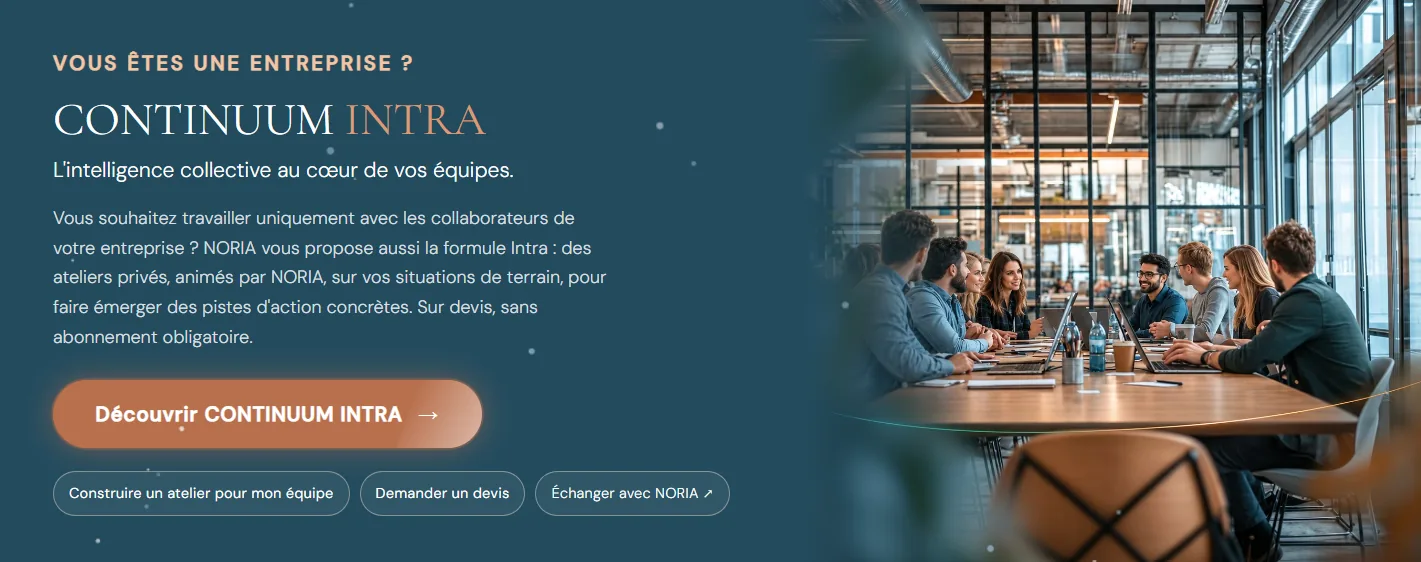 VOUS ÊTES UNE ENTREPRISE ?
CONTINUUM INTRA
L'intelligence collective au cœur de vos équipes.
Vous souhaitez travailler uniquement avec les collaborateurs de
votre entreprise ? NORIA vous propose aussi la formule Intra : des
ateliers privés, animés par NORIA, sur vos situations de terrain, pour
faire émerger des pistes d'action concrètes. Sur devis, sans
abonnement obligatoire.
Découvrir CONTINUUM INTRA →
Construire un atelier pour mon équipe
Demander un devis
Échanger avec NORIA ↗